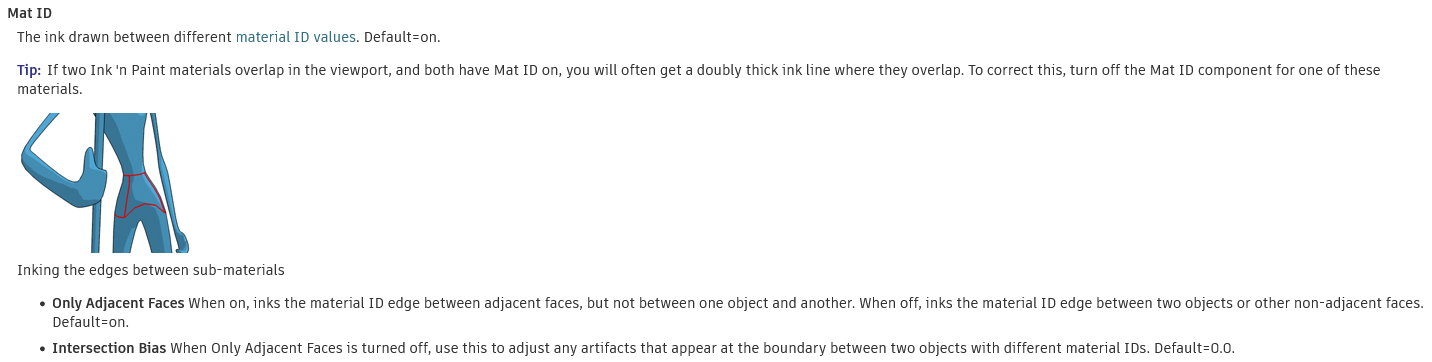 Mat ID
The ink drawn between different material ID values. Default=on.
Tip: If two Ink 'n Paint materials overlap in the viewport, and both have Mat ID on, you will often get a doubly thick ink line where they overlap. To correct this, turn off the Mat ID component for one of these
materials.
Inking the edges between sub-materials
• Only Adjacent Faces When on, inks the material ID edge between adjacent faces, but not between one object and another. When off, inks the material ID edge between two objects or other non-adjacent faces.
Default=on.
• Intersection Bias When Only Adjacent Faces is turned off, use this to adjust any artifacts that appear at the boundary between two objects with different material IDs. Default=0.0.